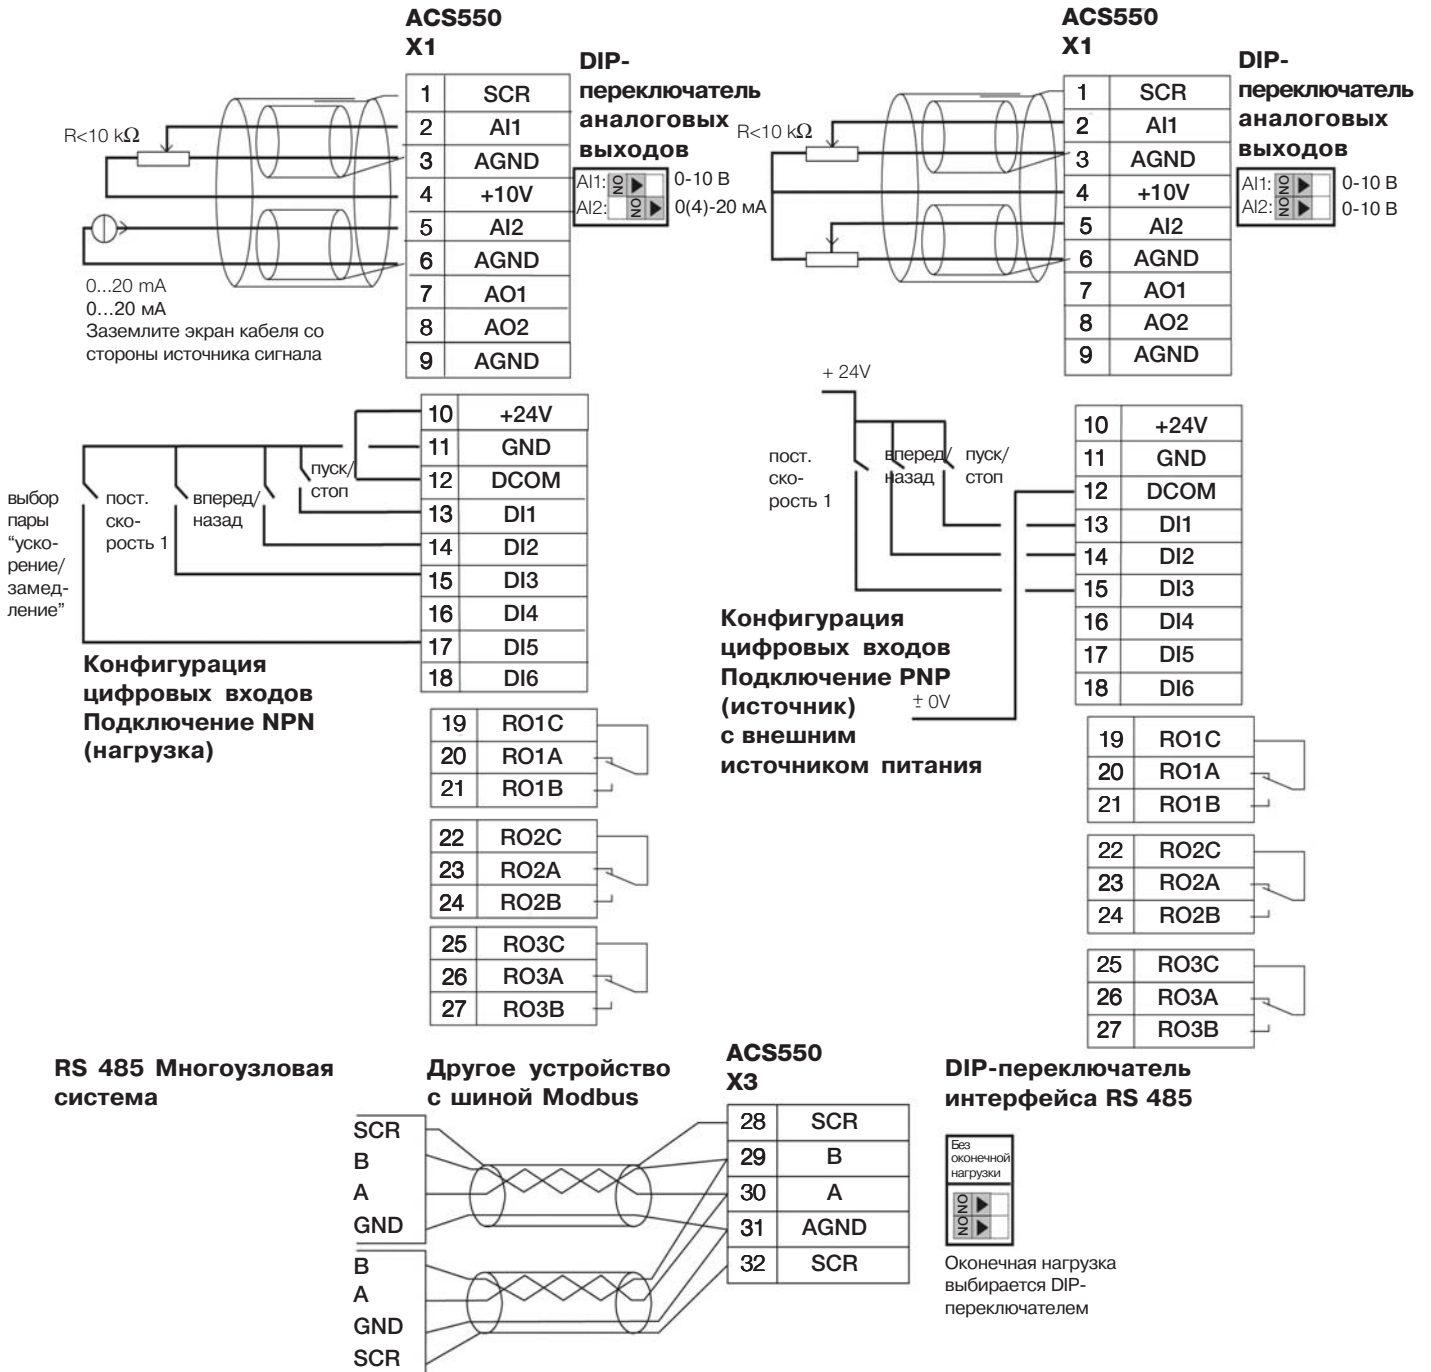 ACS550
X1
DIP-
переключатель
аналоговых
выходов
R<10 kΩ
1 SCR
2 AI1
3 AGND
4 +10V
5 AI2
6 AGND
7 AO1
8 AO2
9 AGND
AI1: ON 0-10 В
AI2: ON 0(4)-20 мА
0...20 mA
0...20 мА
Заземлите экран кабеля со
стороны источника сигнала
10 +24V
11 GND
12 DCOM
13 DI1
14 DI2
15 DI3
16 DI4
17 DI5
18 DI6
выбор
пары
“уско-
рение/
замед-
ление”
пост.
ско-
рость 1
вперед/
назад
пуск/
стоп
Конфигурация
цифровых входов
Подключение NPN
(нагрузка)
19 RO1C
20 RO1A
21 RO1B
22 RO2C
23 RO2A
24 RO2B
25 RO3C
26 RO3A
27 RO3B
ACS550
X1
DIP-
переключатель
аналоговых
выходов
R<10 kΩ
1 SCR
2 AI1
3 AGND
4 +10V
5 AI2
6 AGND
7 AO1
8 AO2
9 AGND
AI1: ON 0-10 В
AI2: ON 0-10 В
+ 24V
10 +24V
11 GND
12 DCOM
13 DI1
14 DI2
15 DI3
16 DI4
17 DI5
18 DI6
пост.
ско-
рость 1
вперед/
назад
пуск/
стоп
Конфигурация
цифровых входов
Подключение PNP
(источник)
с внешним
источником питания
± 0V
19 RO1C
20 RO1A
21 RO1B
22 RO2C
23 RO2A
24 RO2B
25 RO3C
26 RO3A
27 RO3B
RS 485 Многоузловая
система
Другое устройство
с шиной Modbus
SCR
B
A
GND
B
A
GND
SCR
ACS550
X3
28 SCR
29 B
30 A
31 AGND
32 SCR
DIP-переключатель
интерфейса RS 485
Без
оконечной
нагрузки
ON
ON
Оконечная нагрузка
выбирается DIP-
переключателем